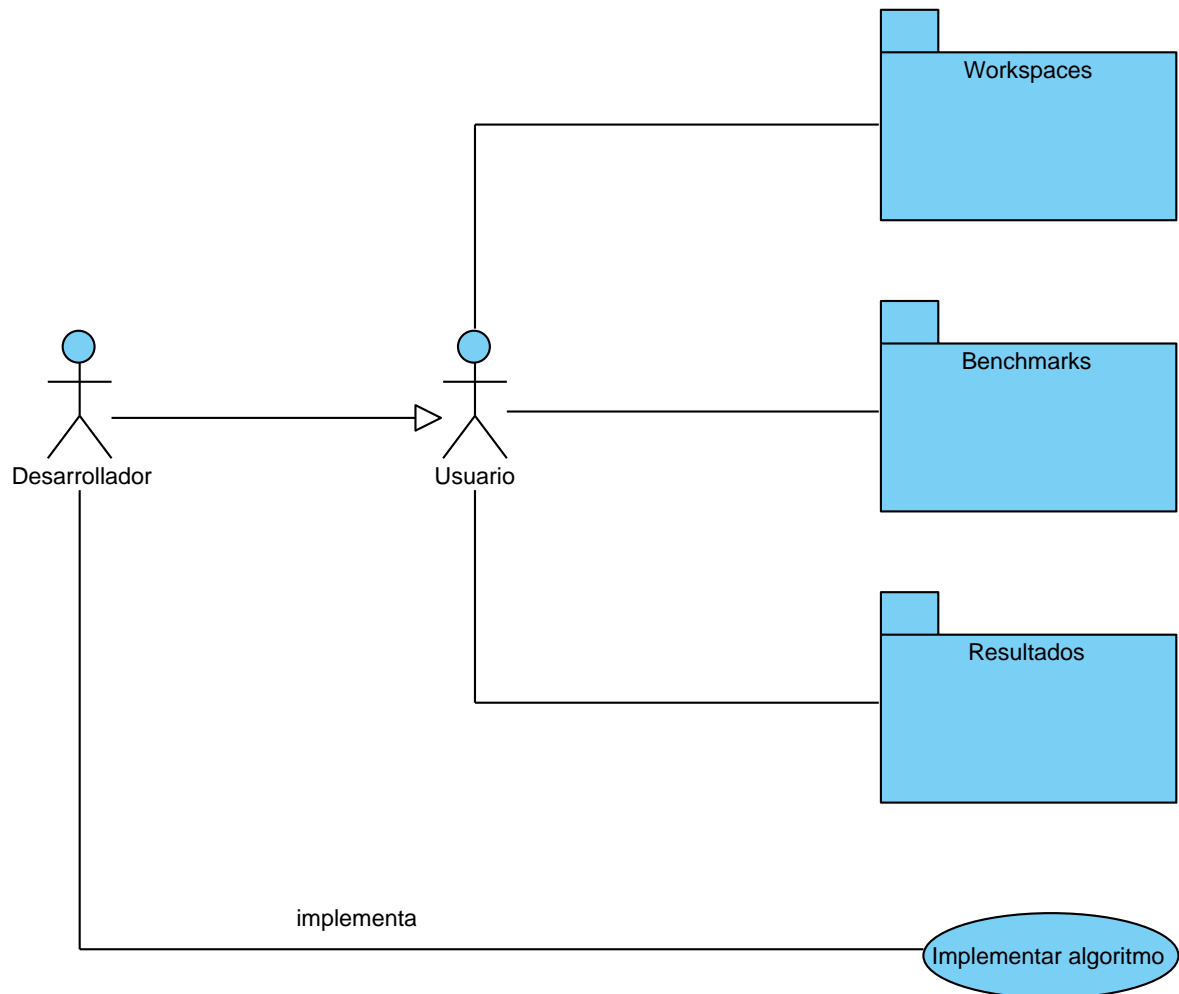 Workspaces
Benchmarks
Desarrollador
Usuario
Resultados
implementa
Implementar algoritmo